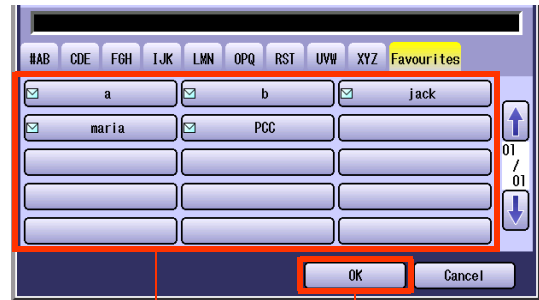 #AB CDE FGH IJK LMN OPQ RST UVW XYZ Favourites
a b jack
maria PCC
01
/
01
OK Cancel